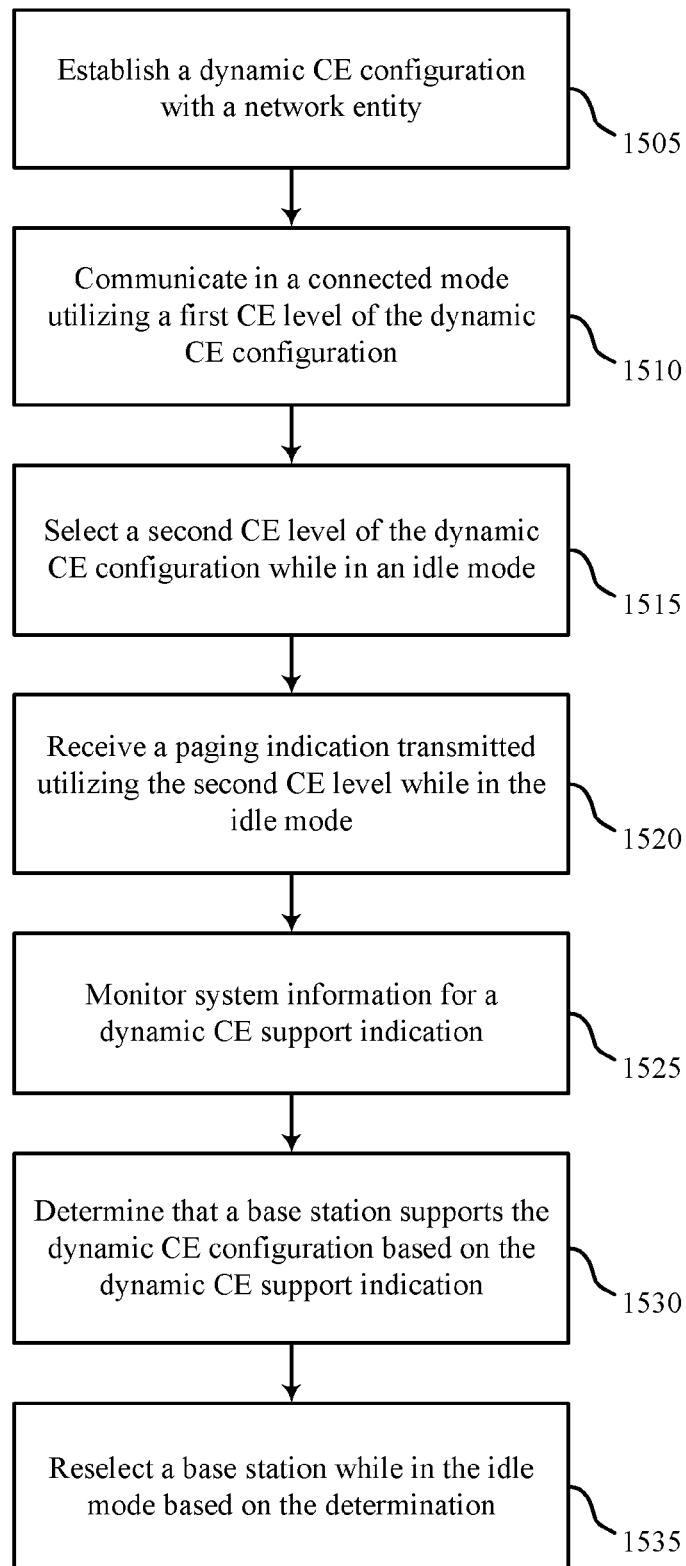 Establish a dynamic CE configuration
with a network entity
1505
Communicate in a connected mode
utilizing a first CE level of the dynamic
CE configuration
1510
Select a second CE level of the dynamic
CE configuration while in an idle mode
1515
Receive a paging indication transmitted
utilizing the second CE level while in the
idle mode
1520
Monitor system information for a
dynamic CE support indication
1525
Determine that a base station supports the
dynamic CE configuration based on the
dynamic CE support indication
1530
Reselect a base station while in the idle
mode based on the determination
1535